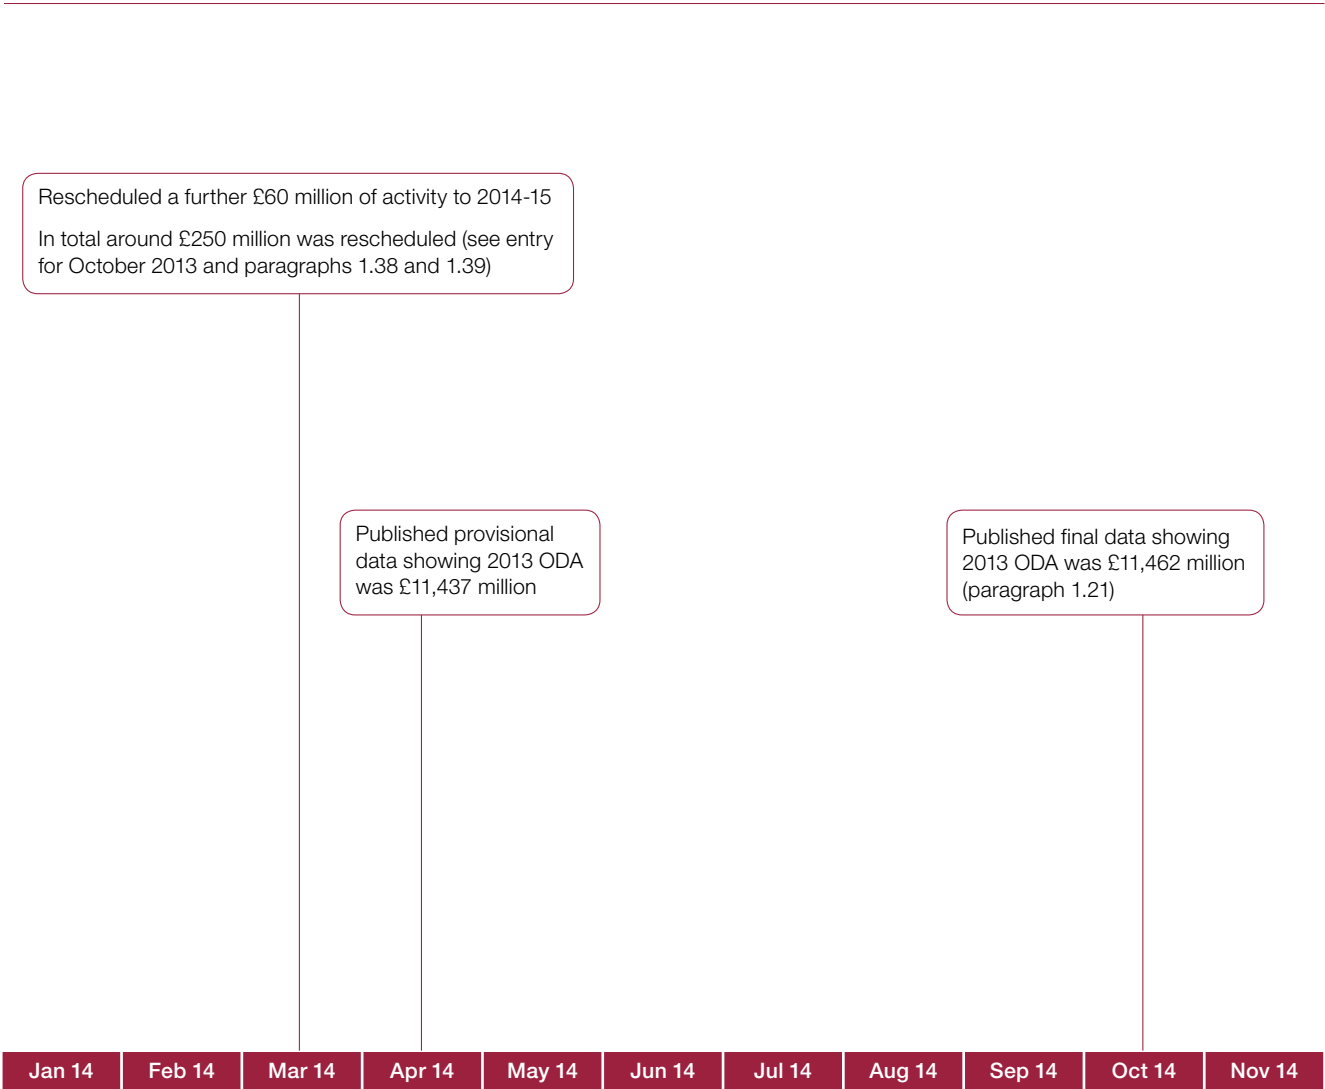 Rescheduled a further £60 million of activity to 2014-15
In total around £250 million was rescheduled (see entry
for October 2013 and paragraphs 1.38 and 1.39)
Published provisional
data showing 2013 ODA
was £11,437 million
Published final data showing
2013 ODA was £11,462 million
(paragraph 1.21)
Jan 14 Feb 14 Mar 14 Apr 14 May 14 Jun 14 Jul 14 Aug 14 Sep 14 Oct 14 Nov 14